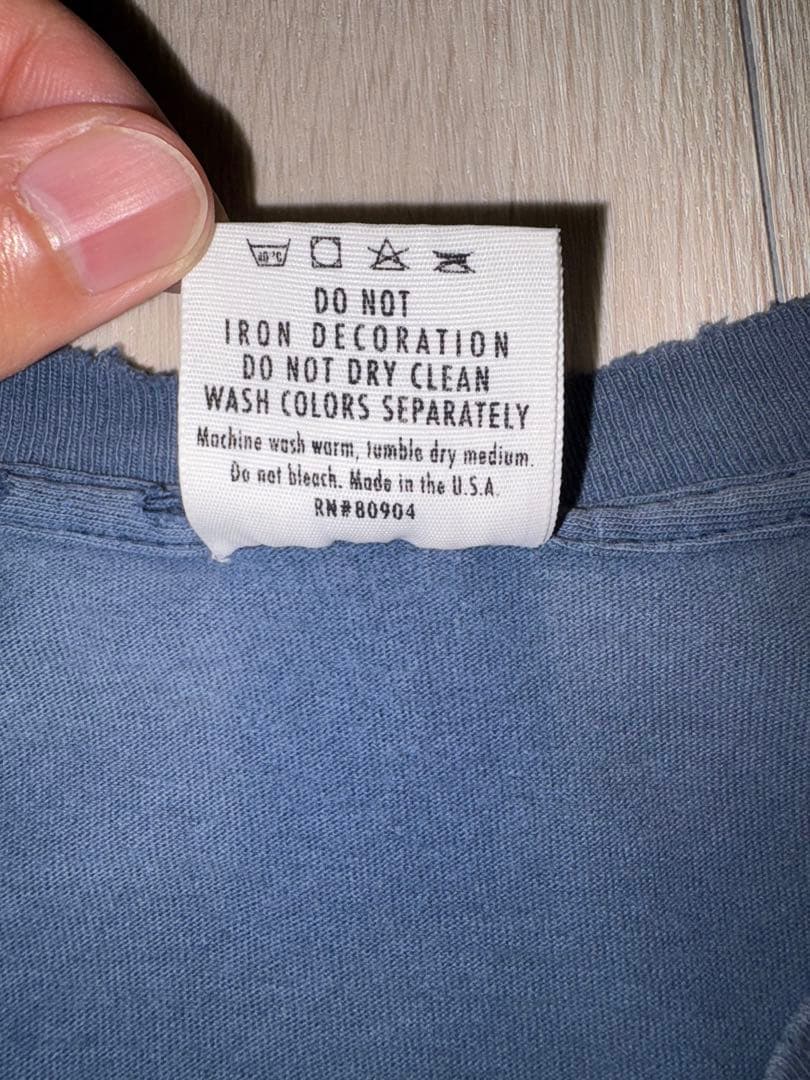 40°C
DO NOT
IRON DECORATION
DO NOT DRY CLEAN
WASH COLORS SEPARATELY
Machine wash warm, tumble dry medium.
Do not bleach. Made in the U.S.A.
RN#80904